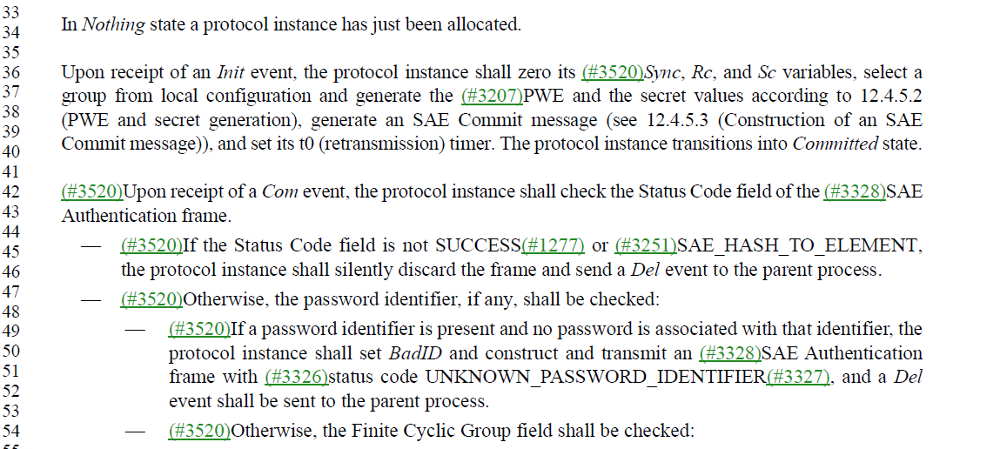 33
34 In Nothing state a protocol instance has just been allocated.
35
36 Upon receipt of an Init event, the protocol instance shall zero its (#3520)Sync, Rc, and Sc variables, select a
37 group from local configuration and generate the (#3207)PWE and the secret values according to 12.4.5.2
38 (PWE and secret generation), generate an SAE Commit message (see 12.4.5.3 (Construction of an SAE
39
40 Commit message)), and set its t0 (retransmission) timer. The protocol instance transitions into Committed state.
41
42 (#3520)Upon receipt of a Com event, the protocol instance shall check the Status Code field of the (#3328)SAE
43 Authentication frame.
44
45 — (#3520)If the Status Code field is not SUCCESS(#1277) or (#3251)SAE_HASH_TO_ELEMENT,
46 the protocol instance shall silently discard the frame and send a Del event to the parent process.
47 — (#3520)Otherwise, the password identifier, if any, shall be checked:
48
49 — (#3520)If a password identifier is present and no password is associated with that identifier, the
50 protocol instance shall set BadID and construct and transmit an (#3328)SAE Authentication
51 frame with (#3326)status code UNKNOWN_PASSWORD_IDENTIFIER(#3327), and a Del
52
53 event shall be sent to the parent process.
54 — (#3520)Otherwise, the Finite Cyclic Group field shall be checked: